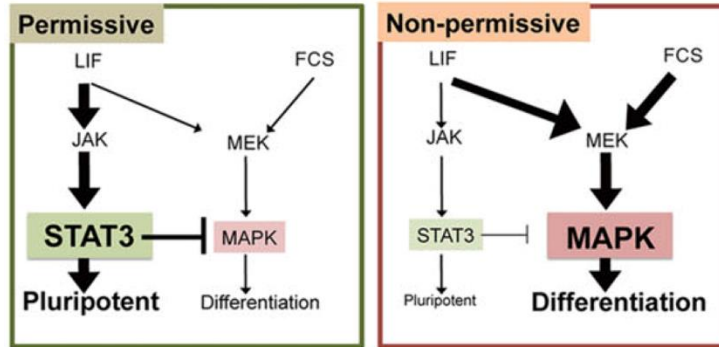 Permissive
LIF
FCS
JAK
MEK
STAT3
MAPK
Pluripotent
Differentiation
Non-permissive
LIF
FCS
JAK
MEK
STAT3
MAPK
Pluripotent
Differentiation